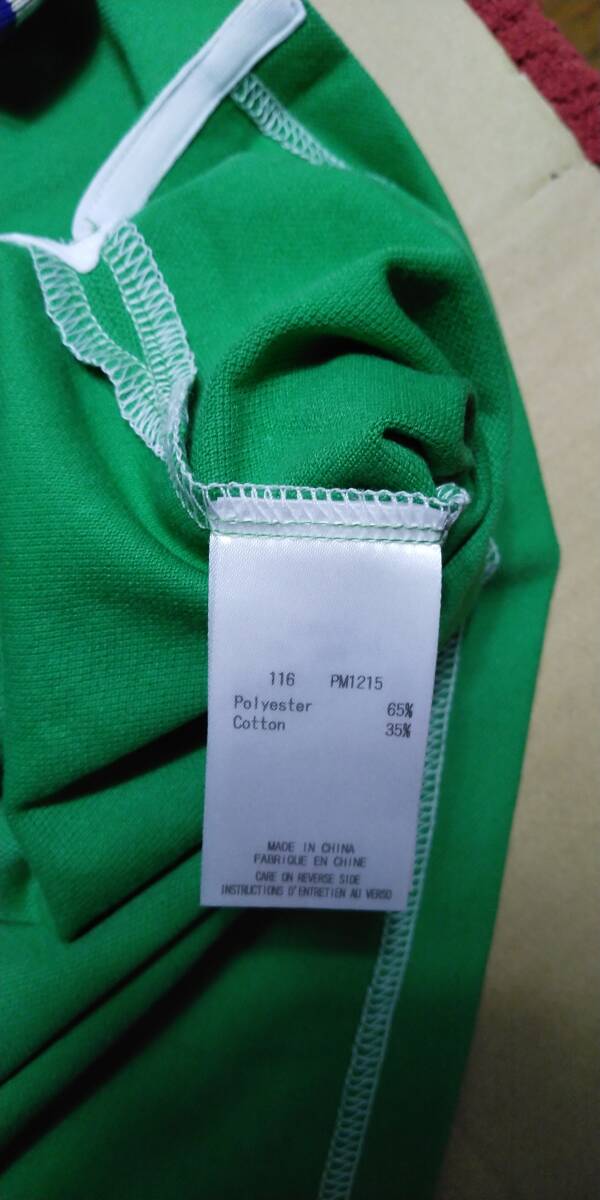 116 PM1215
Polyester 65%
Cotton 35%
MADE IN CHINA
FABRIQUE EN CHINE
CARE ON REVERSE SIDE
INSTRUCTIONS D'ENTRETIEN AU VERSO